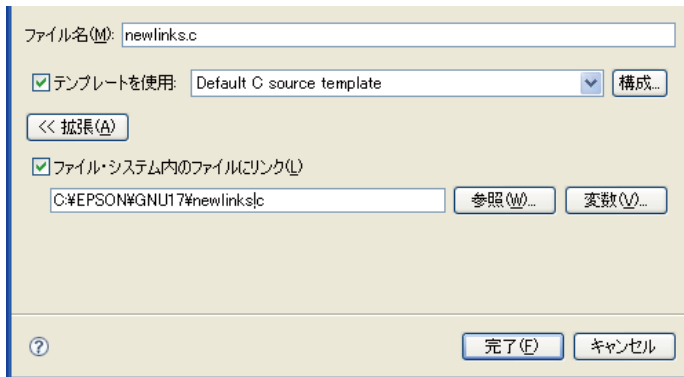 ファイル名(M): newlinks.c
テンプレートを使用: Default C source template 構成...
<< 拡張(A)
ファイル・システム内のファイルにリンク(L)
C:¥EPSON¥GNU17¥newlinks.c 参照(W)... 変数(V)...
? 完了(F) キャンセル